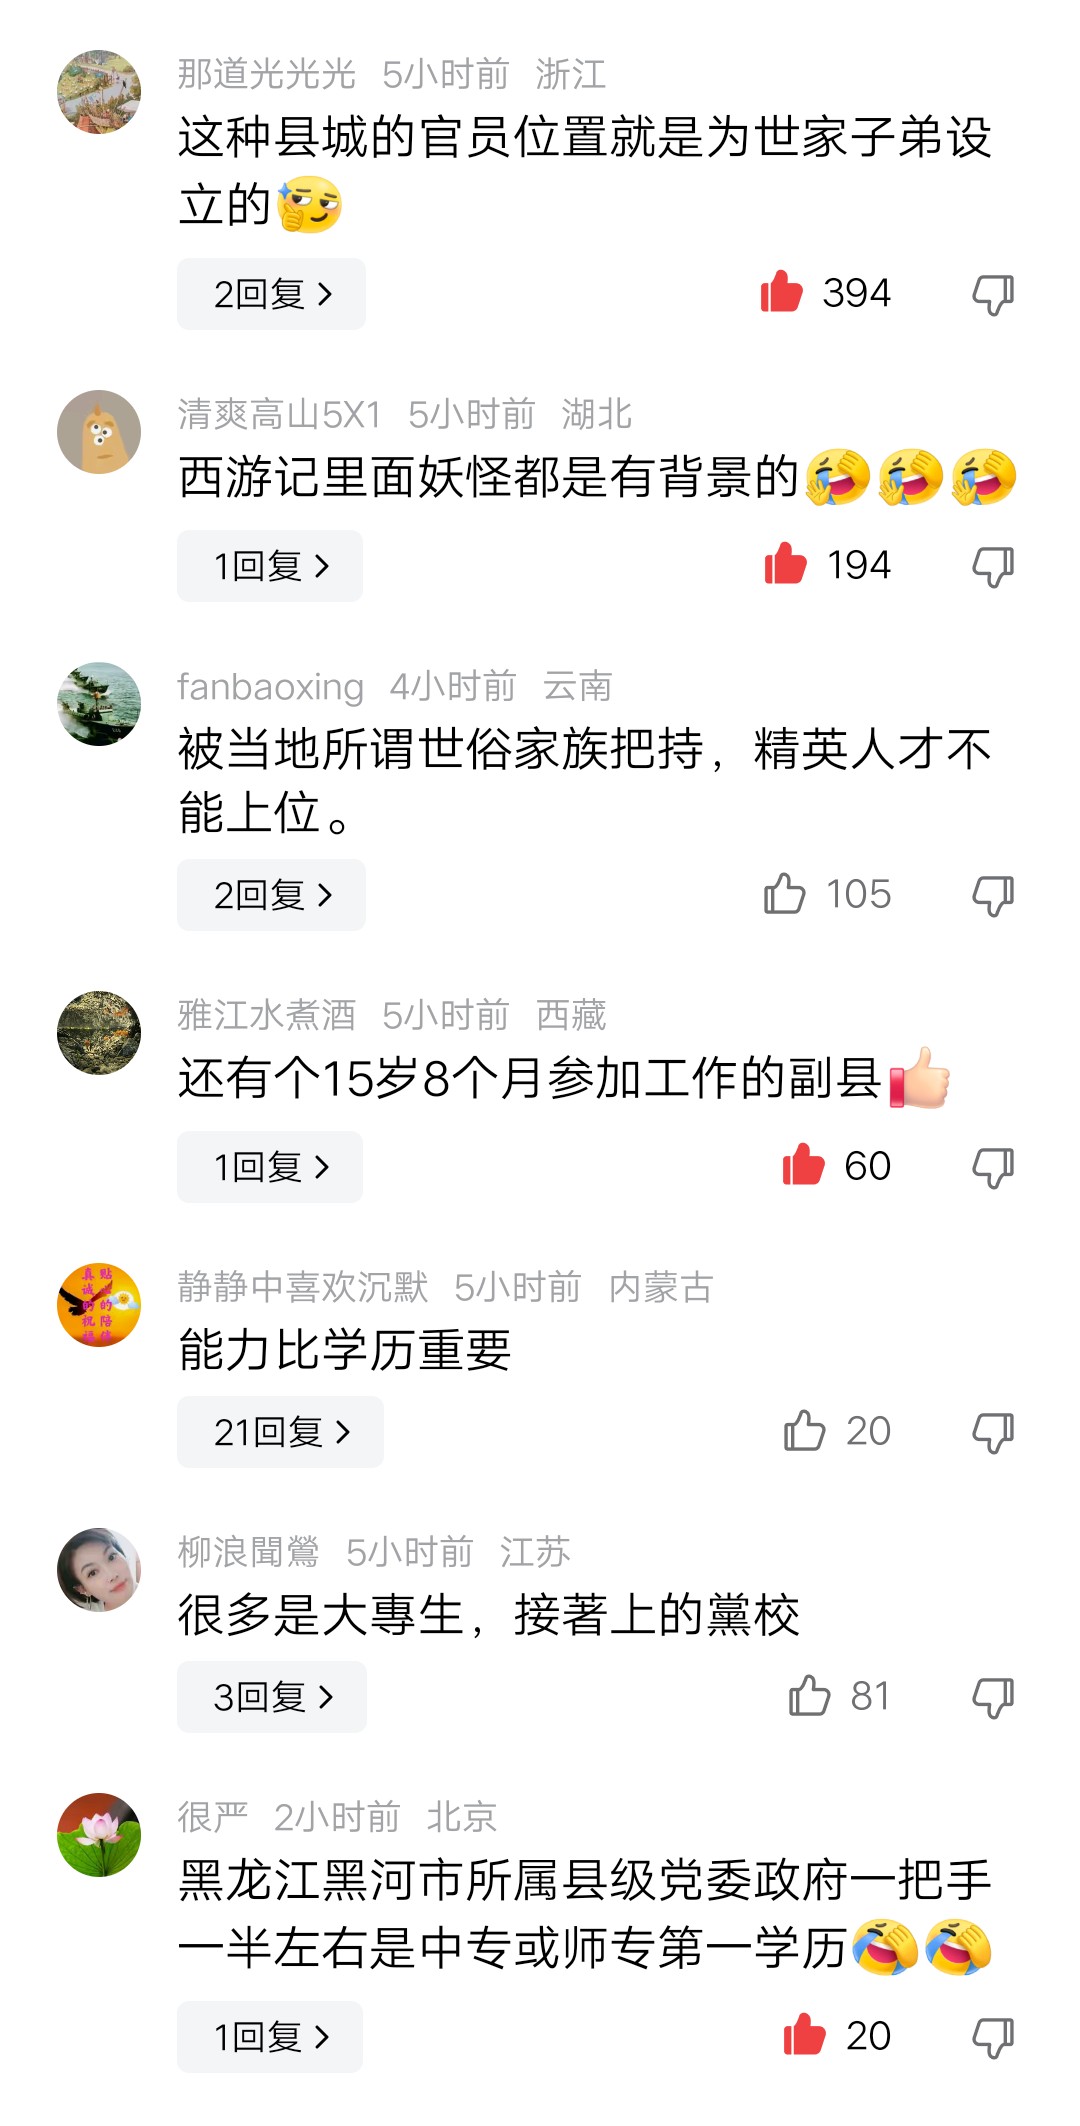 那道光光光 5小时前 浙江
这种县城的官员位置就是为世家子弟设
立的
2回复
394
清爽高山5X1 5小时前 湖北
西游记里面妖怪都是有背景的
1回复
194
fanbaoxing 4小时前 云南
被当地所谓世俗家族把持，精英人才不
能上位。
2回复
105
雅江水煮酒 5小时前 西藏
还有个15岁8个月参加工作的副县
1回复
60
静静中喜欢沉默 5小时前 内蒙古
能力比学历重要
21回复
20
柳浪聞鶯 5小时前 江苏
很多是大專生，接著上的黨校
3回复
81
很严 2小时前 北京
黑龙江黑河市所属县级党委政府一把手
一半左右是中专或师专第一学历
1回复
20